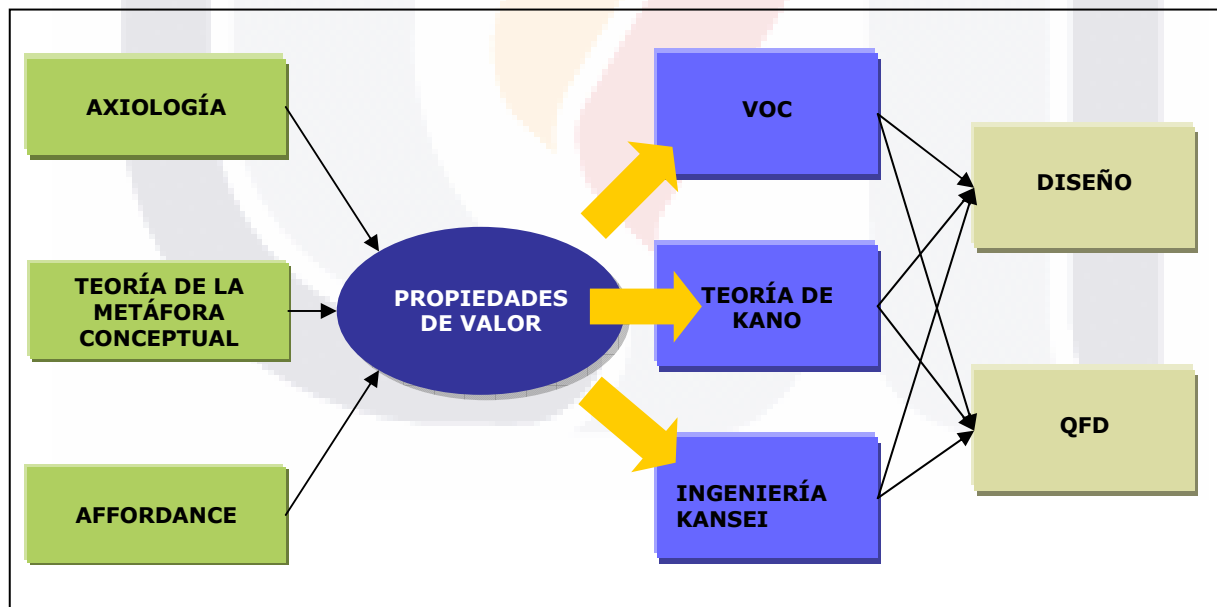 AXIOLOGÍA
TEORÍA DE LA
METÁFORA
CONCEPTUAL
AFFORDANCE
PROPIEDADES
DE VALOR
VOC
TEORÍA DE
KANO
INGENIERÍA
KANSEI
DISEÑO
QFD